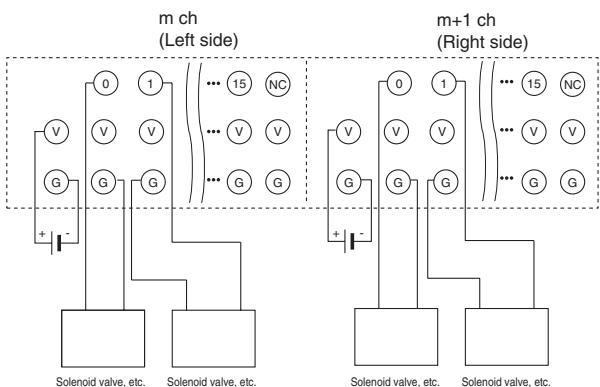 m ch
(Left side)
m+1 ch
(Right side)
0 1 ••• 15 NC
V V V ••• V V
G G G ••• G G
+ -
0 1 ••• 15 NC
V V V ••• V V
G G G ••• G G
+ -
Solenoid valve, etc.
Solenoid valve, etc.
Solenoid valve, etc.
Solenoid valve, etc.